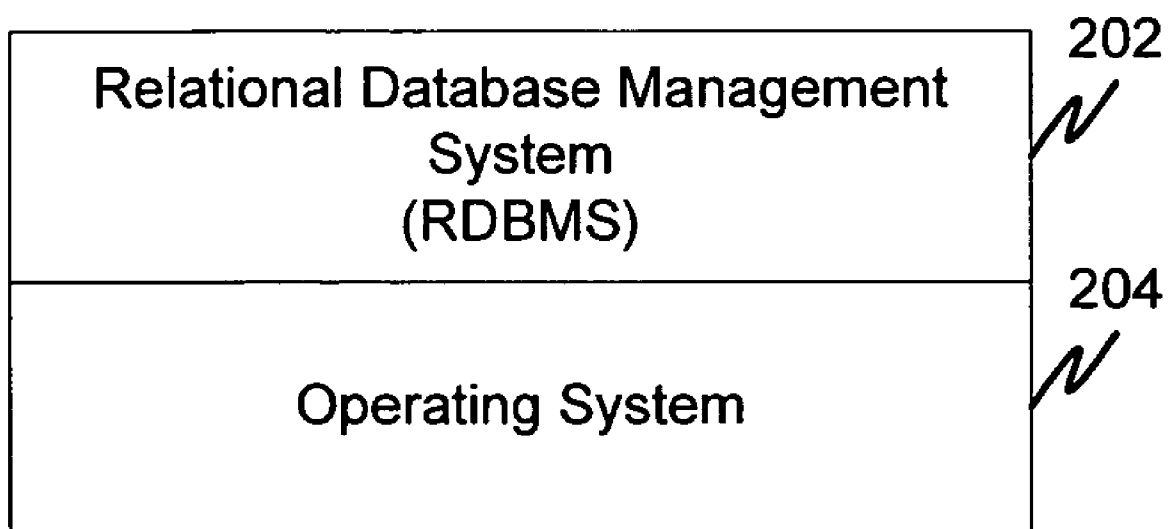 202
Relational Database Management
System
(RDBMS)
204
Operating System